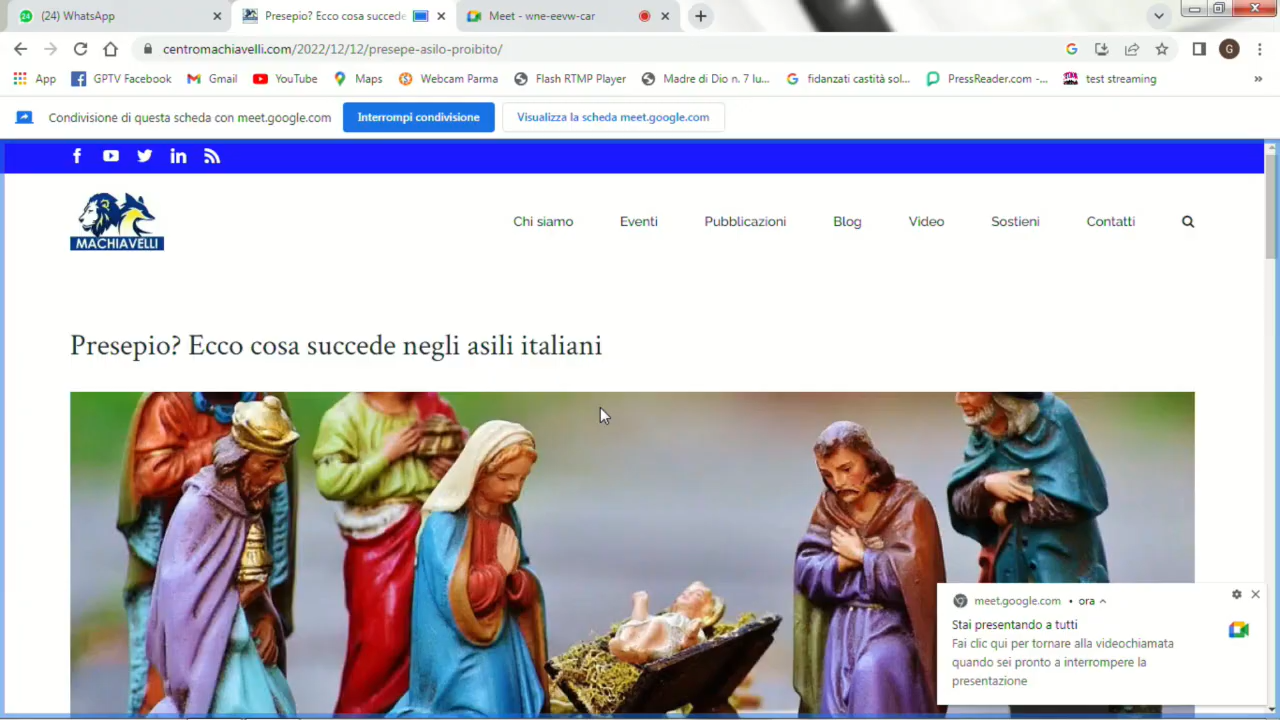 (24) WhatsApp
Presepio? Ecco cosa succede
Meet - wne-eevw-car
centromachiavelli.com/2022/12/12/presepe-asilo-proibito/
G
App
GPTV Facebook
Gmail
YouTube
Maps
Webcam Parma
Flash RTMP Player
Madre di Dio n. 7 lu...
fidanzati castità sol...
PressReader.com -...
test streaming
Condivisione di questa scheda con meet.google.com
Interrompi condivisione
Visualizza la scheda meet.google.com
MACHIAVELLI
Chi siamo
Eventi
Pubblicazioni
Blog
Video
Sostieni
Contatti
Presepio? Ecco cosa succede negli asili italiani
meet.google.com • ora
Stai presentando a tutti
Fai clic qui per tornare alla videochiamata
quando sei pronto a interrompere la
presentazione